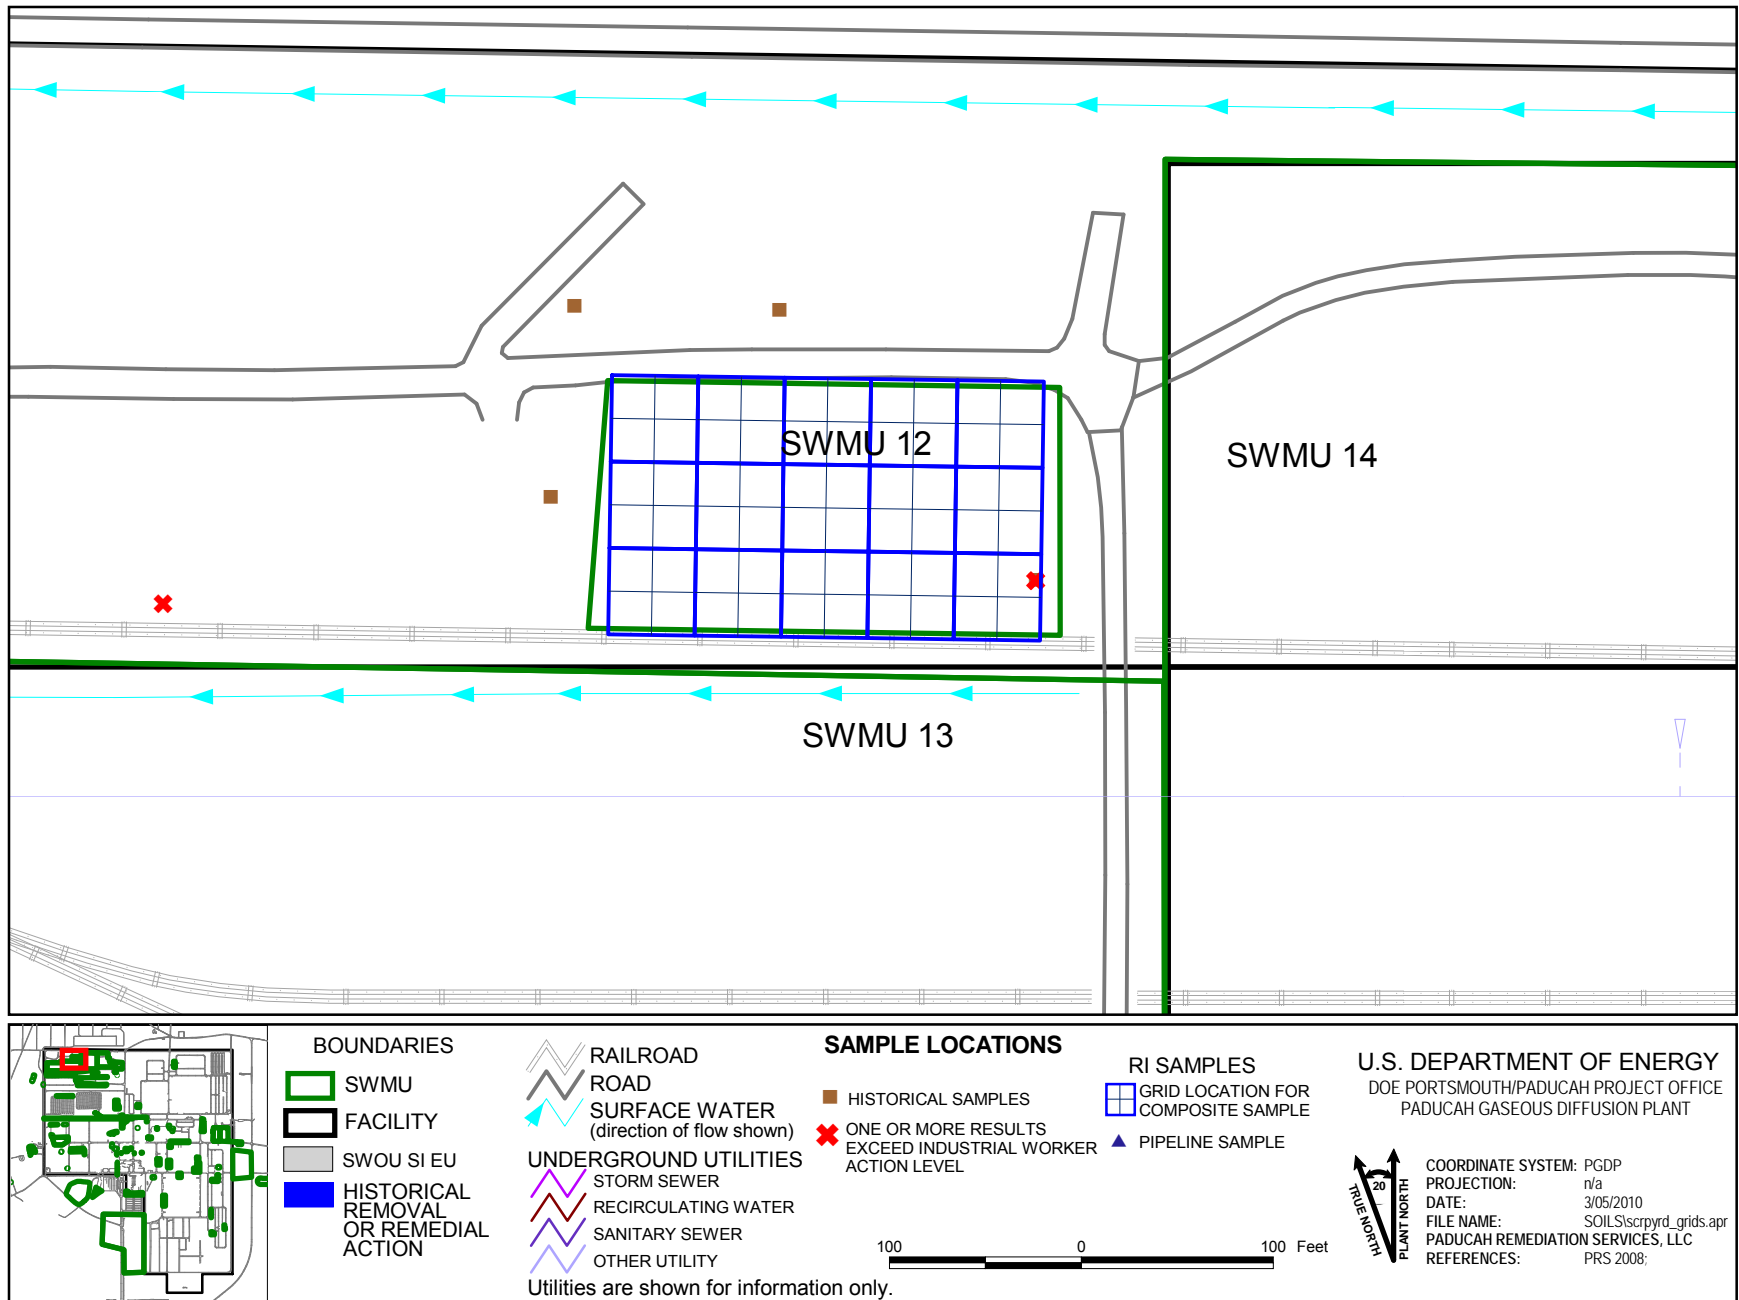 SWMU 12
SWMU 14
SWMU 13
BOUNDARIES
SWMU
FACILITY
SWOU SI EU
HISTORICAL
REMOVAL
OR REMEDIAL
ACTION
RAILROAD
ROAD
SURFACE WATER
(direction of flow shown)
UNDERGROUND UTILITIES
STORM SEWER
RECIRCULATING WATER
SANITARY SEWER
OTHER UTILITY
Utilities are shown for information only.
SAMPLE LOCATIONS
HISTORICAL SAMPLES
ONE OR MORE RESULTS
EXCEED INDUSTRIAL WORKER
ACTION LEVEL
RI SAMPLES
GRID LOCATION FOR
COMPOSITE SAMPLE
PIPELINE SAMPLE
100 0 100 Feet
U.S. DEPARTMENT OF ENERGY
DOE PORTSMOUTH/PADUCAH PROJECT OFFICE
PADUCAH GASEOUS DIFFUSION PLANT
20
TRUE NORTH
PLANT NORTH
COORDINATE SYSTEM: PGDP
PROJECTION: n/a
DATE: 3/05/2010
FILE NAME: SOILS\scrpyrd_grids.apr
PADUCAH REMEDIATION SERVICES, LLC
REFERENCES: PRS 2008;